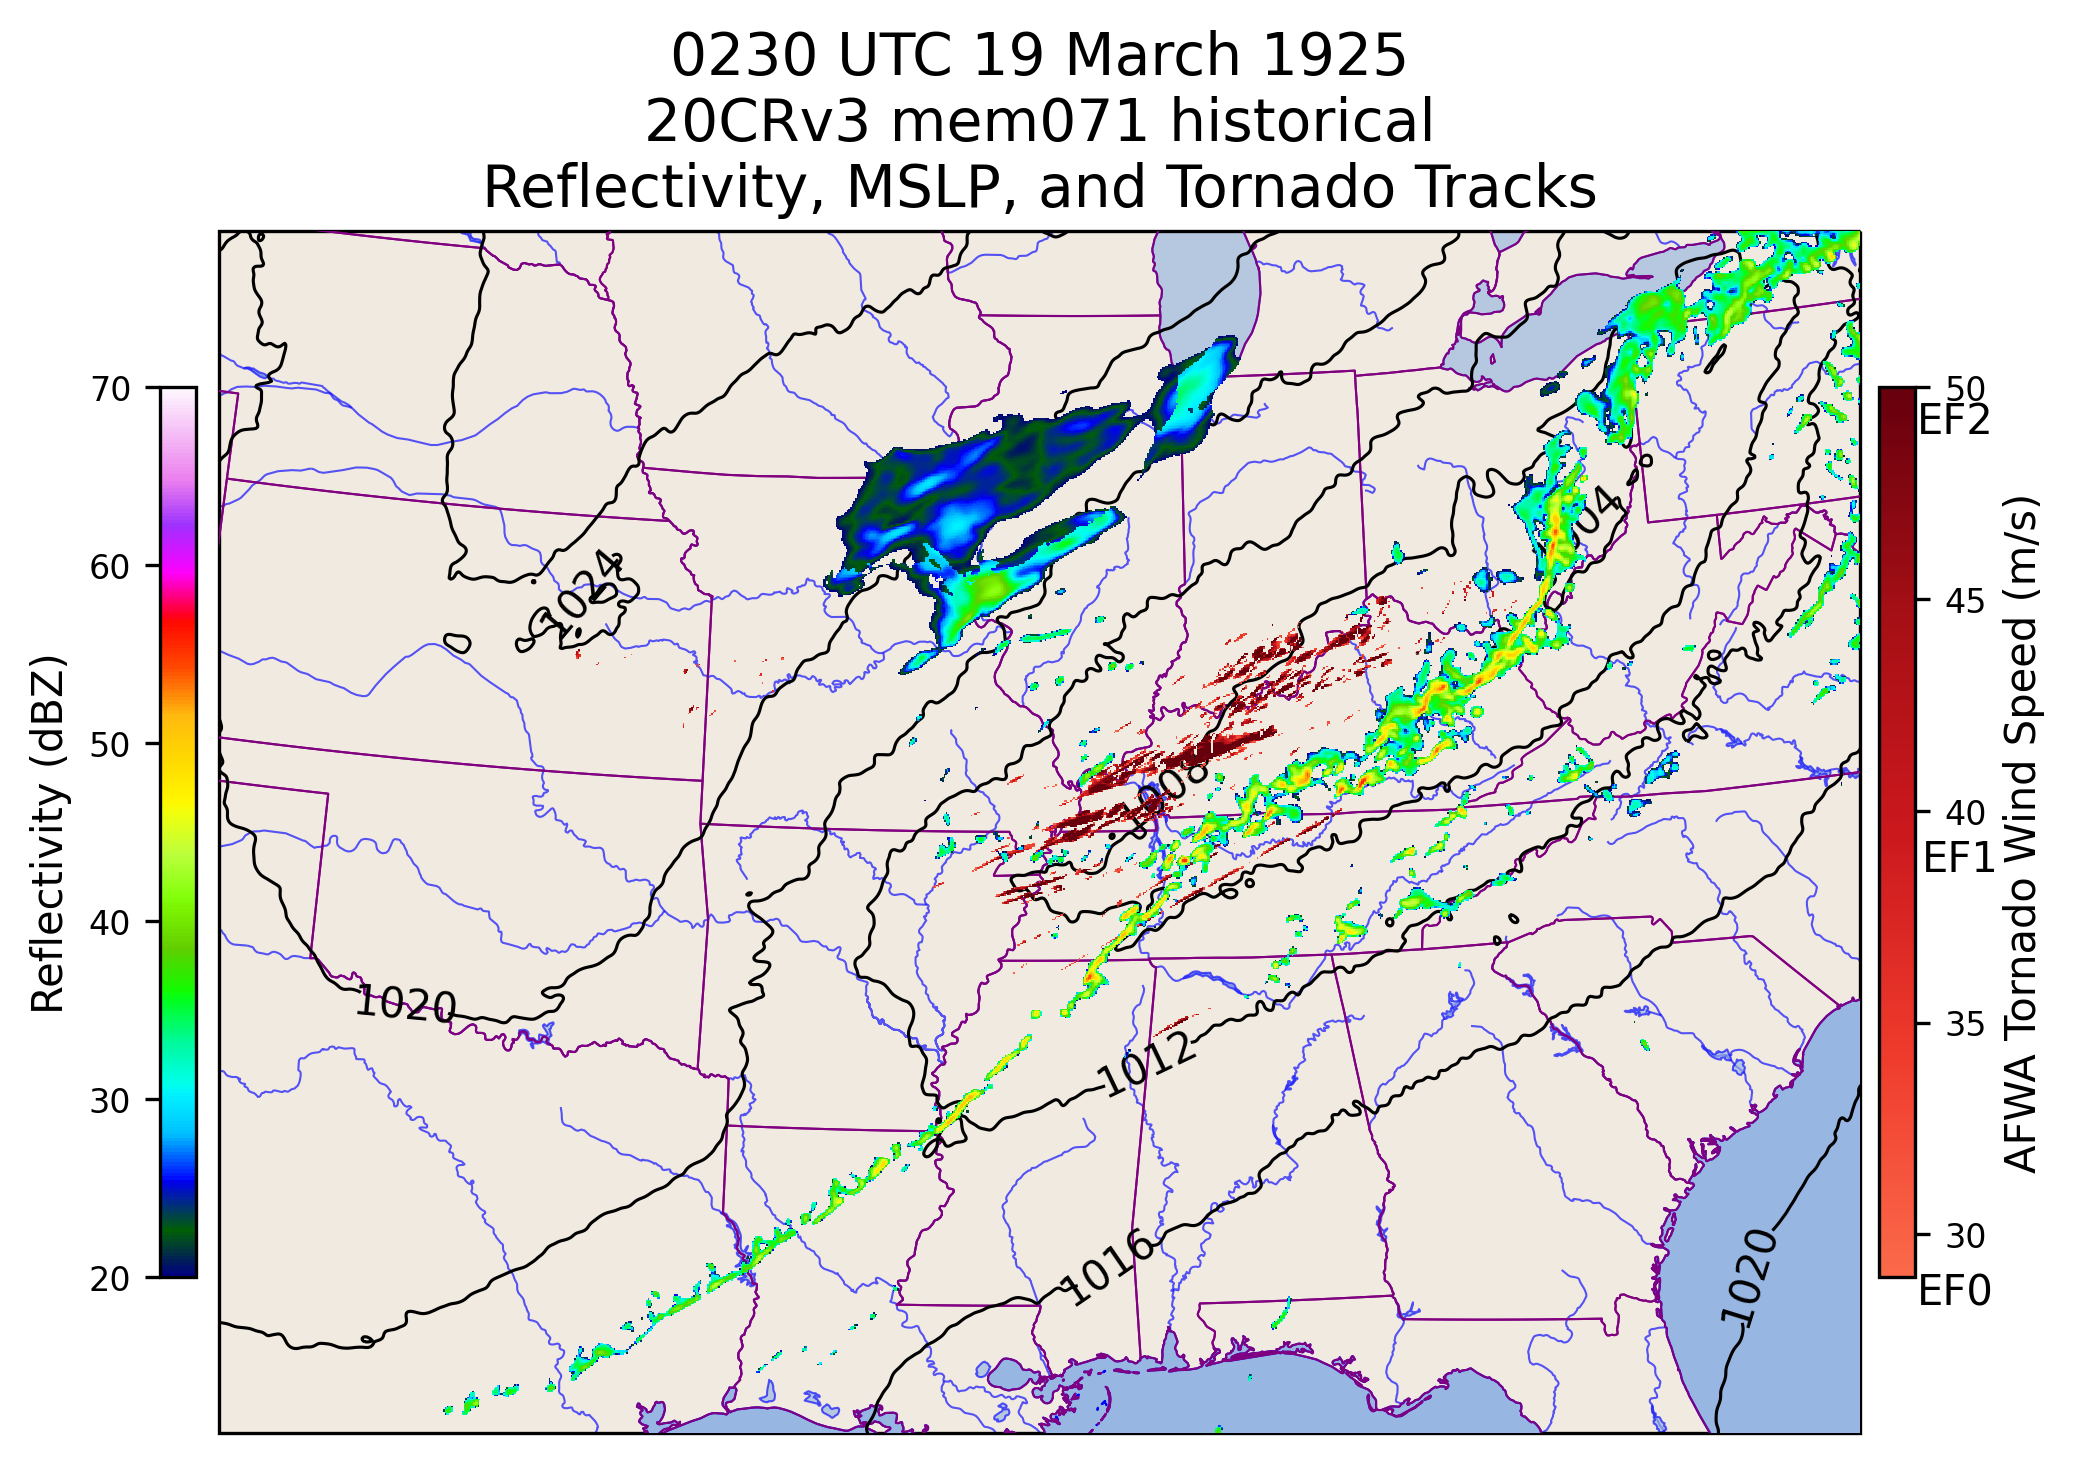 0230 UTC 19 March 1925
20CRv3 mem071 historical
Reflectivity, MSLP, and Tornado Tracks
Reflectivity (dBZ)
70
60
50
40
30
20
1024
1004
1008
1020
1012
1016
1020
50
EF2
45
40
EF1
35
30
EF0
AFWA Tornado Wind Speed (m/s)